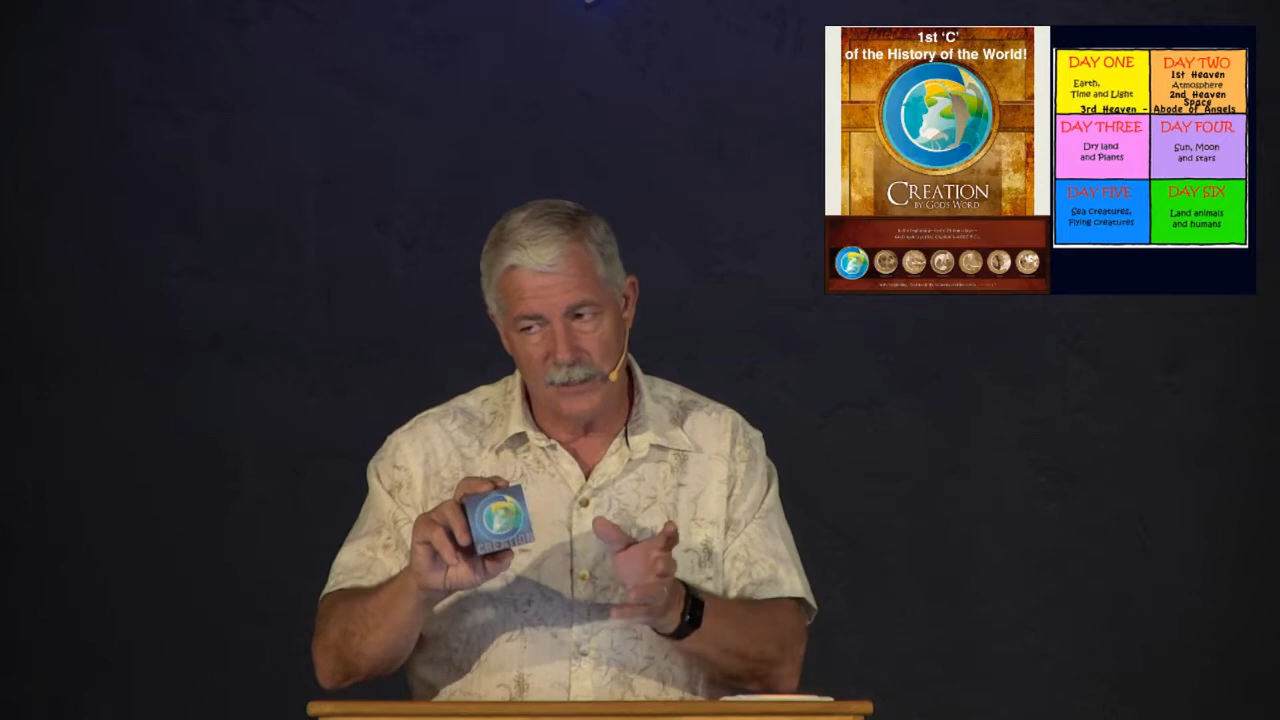 1st ‘C’
of the History of the World!
CREATION
BY GOD'S WORD
DAY ONE
Earth,
Time and Light
DAY TWO
1st Heaven
Atmosphere
2nd Heaven
Space
3rd Heaven - Abode of Angels
DAY THREE
Dry land
and Plants
DAY FOUR
Sun, Moon
and stars
DAY FIVE
Sea creatures,
Flying creatures
DAY SIX
Land animals
and humans
CREATION